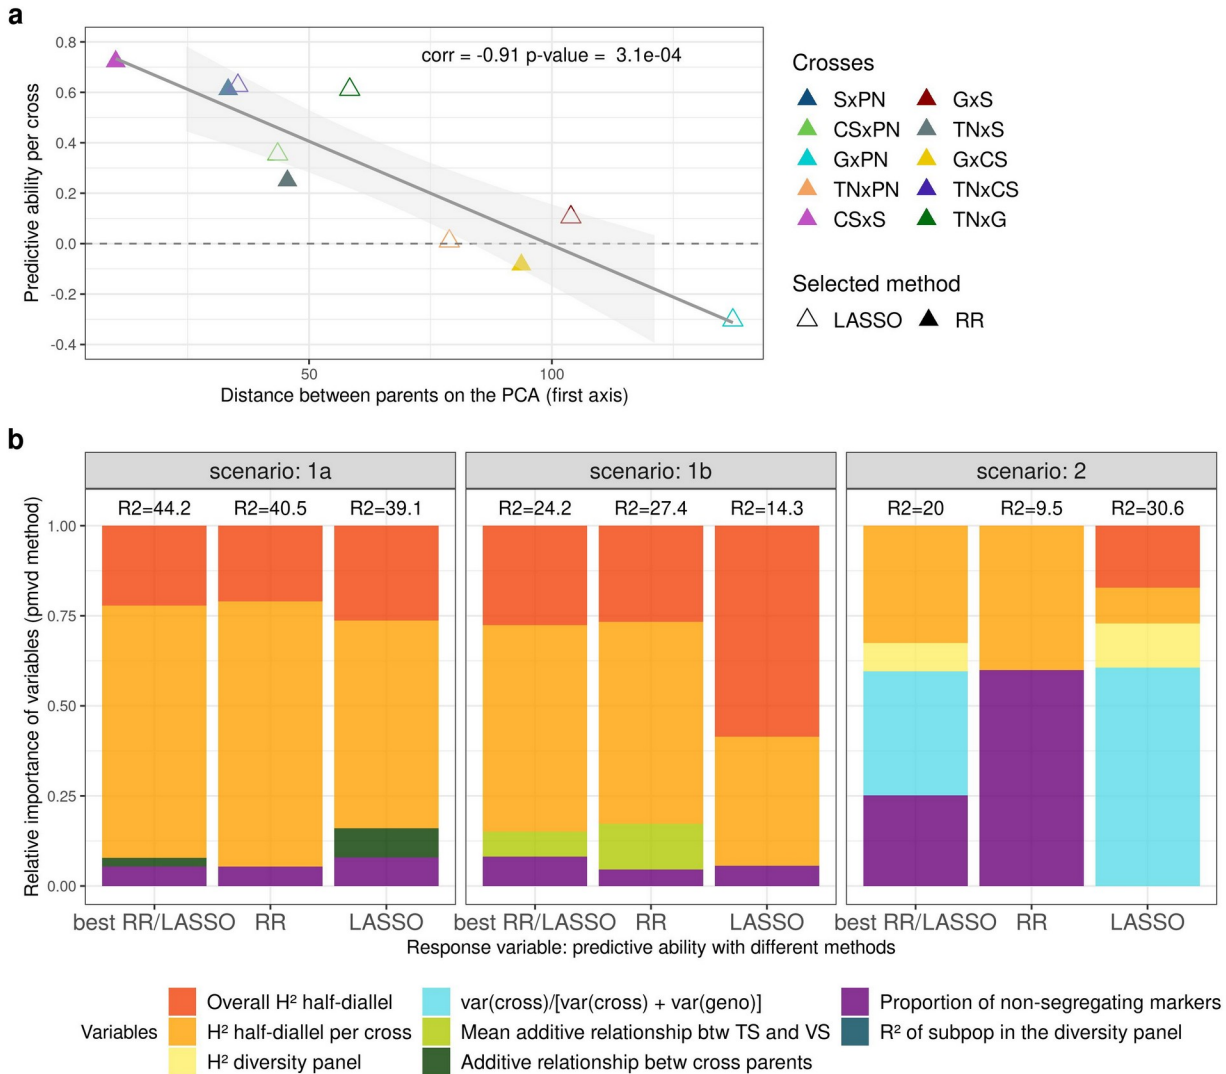 a
corr = -0.91 p-value = 3.1e-04
Predictive ability per cross
0.8
0.6
0.4
0.2
0.0
-0.2
-0.4
50
100
Distance between parents on the PCA (first axis)
Crosses
SxPN
GxS
CSxPN
TNxS
GxPN
GxCS
TNxPN
TNxCS
CSxS
TNxG
Selected method
LASSO
RR
b
scenario: 1a
scenario: 1b
scenario: 2
R2=44.2
R2=40.5
R2=39.1
R2=24.2
R2=27.4
R2=14.3
R2=20
R2=9.5
R2=30.6
Relative importance of variables (pmvd method)
1.00
0.75
0.50
0.25
0.00
best RR/LASSO
RR
LASSO
best RR/LASSO
RR
LASSO
best RR/LASSO
RR
LASSO
Response variable: predictive ability with different methods
Variables
Overall H² half-diallel
H² half-diallel per cross
H² diversity panel
var(cross)/[var(cross) + var(geno)]
Mean additive relationship btw TS and VS
Additive relationship betw cross parents
Proportion of non-segregating markers
R² of subpop in the diversity panel